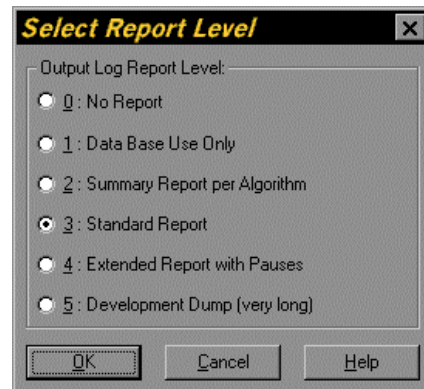 Select Report Level
Output Log Report Level:
0 : No Report
1 : Data Base Use Only
2 : Summary Report per Algorithm
3 : Standard Report
4 : Extended Report with Pauses
5 : Development Dump (very long)
OK Cancel Help